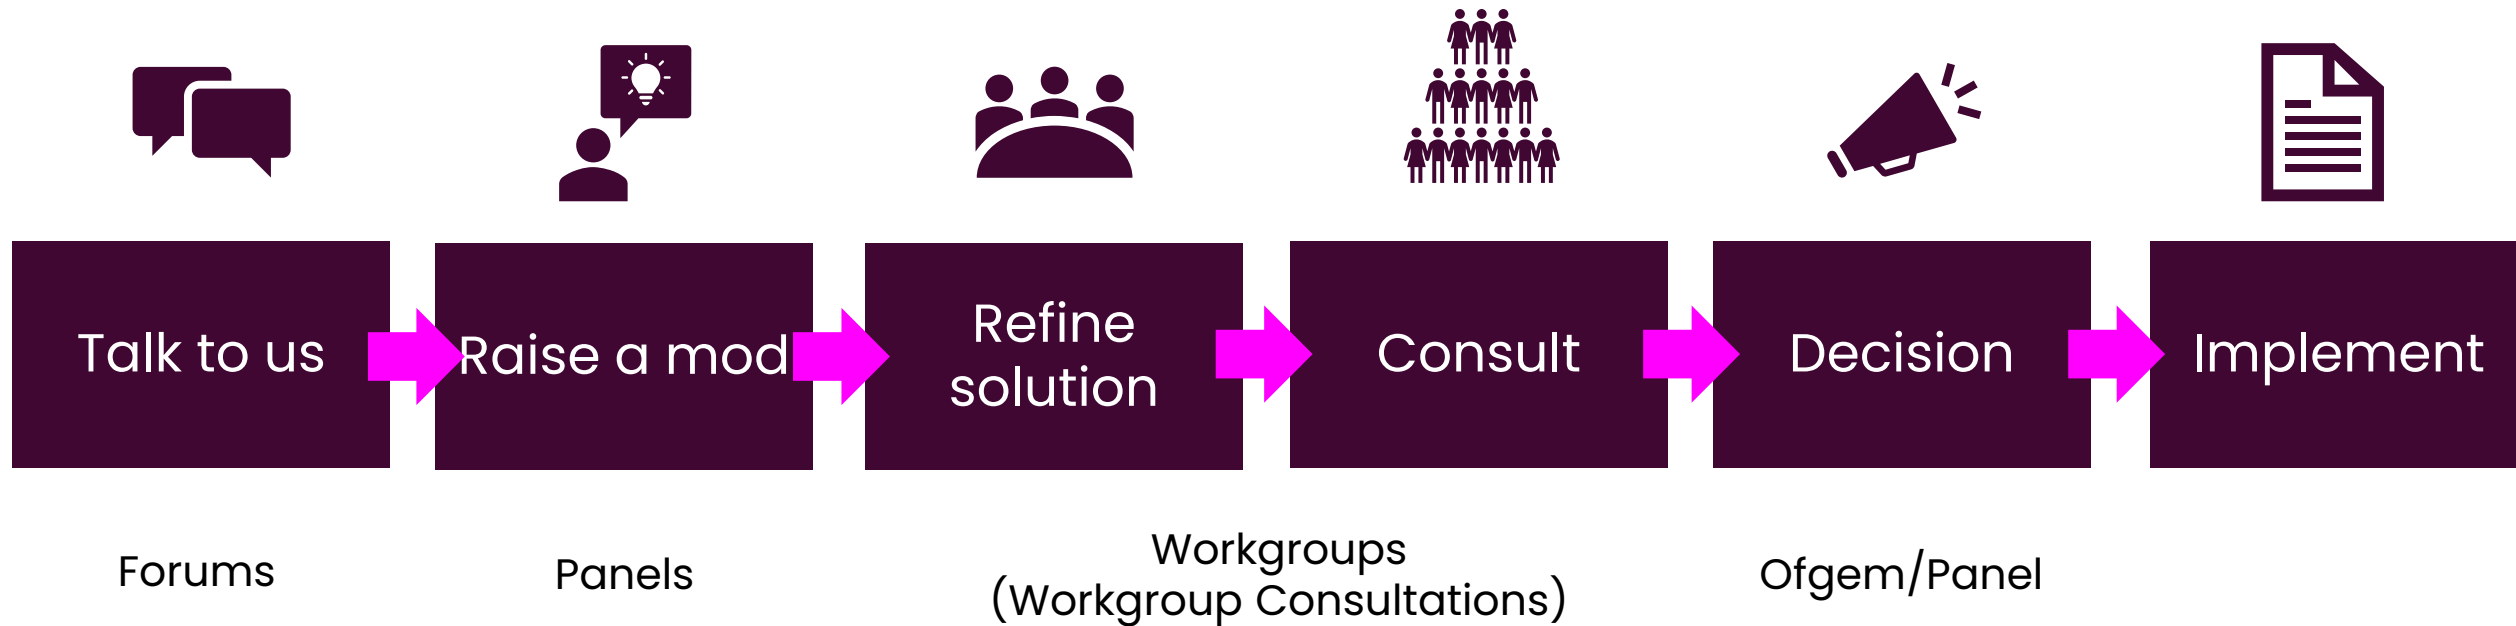 Talk to us
Raise a mod
Refine
solution
Consult
Decision
Implement
Forums
Panels
Workgroups
(Workgroup Consultations)
Ofgem/Panel